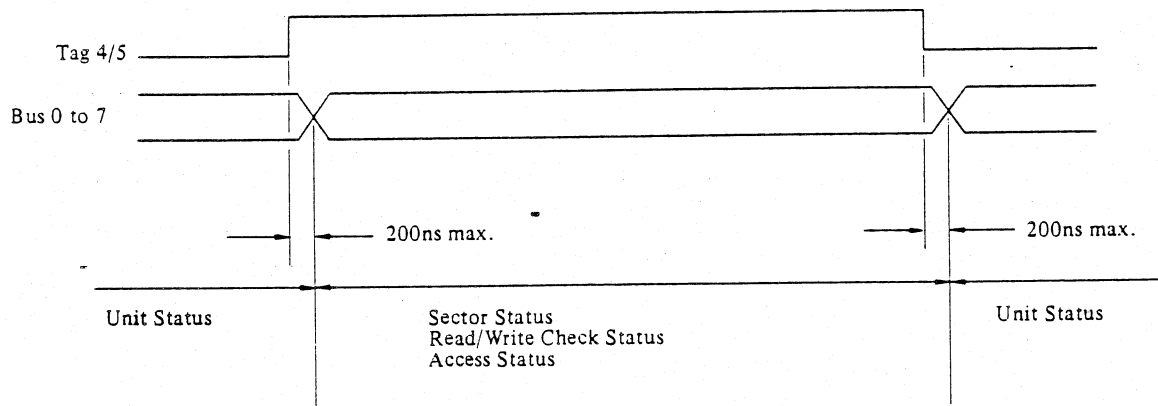 Tag 4/5
Bus 0 to 7
200ns max.
200ns max.
Unit Status
Sector Status
Read/Write Check Status
Access Status
Unit Status